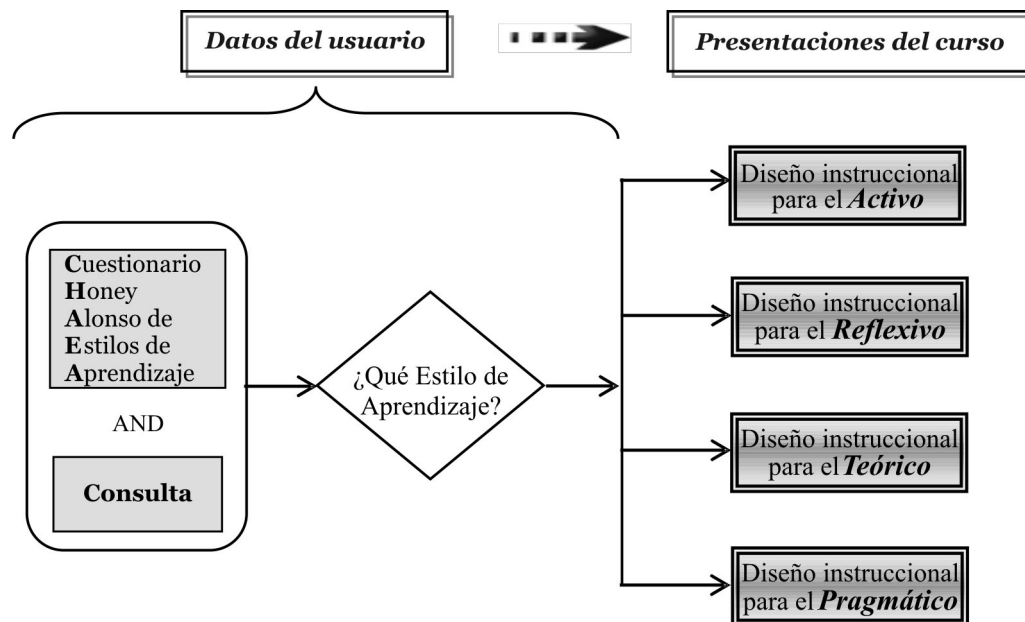 Datos del usuario
Presentaciones del curso
Cuestionario
Honey
Alonso de
Estilos de
Aprendizaje
AND
Consulta
¿Qué Estilo de
Aprendizaje?
Diseño instruccional
para el Activo
Diseño instruccional
para el Reflexivo
Diseño instruccional
para el Teórico
Diseño instruccional
para el Pragmático